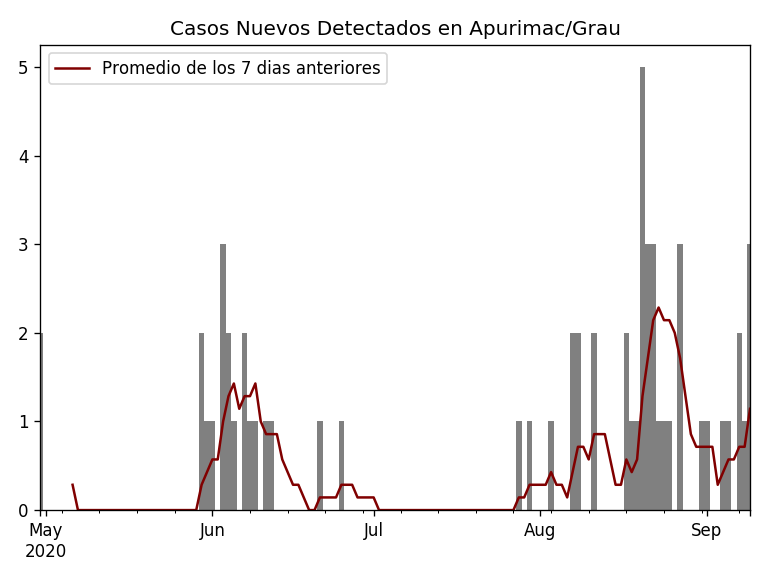 Casos Nuevos Detectados en Apurimac/Grau
Promedio de los 7 dias anteriores
5
4
3
2
1
0
May Jun Jul Aug Sep
2020